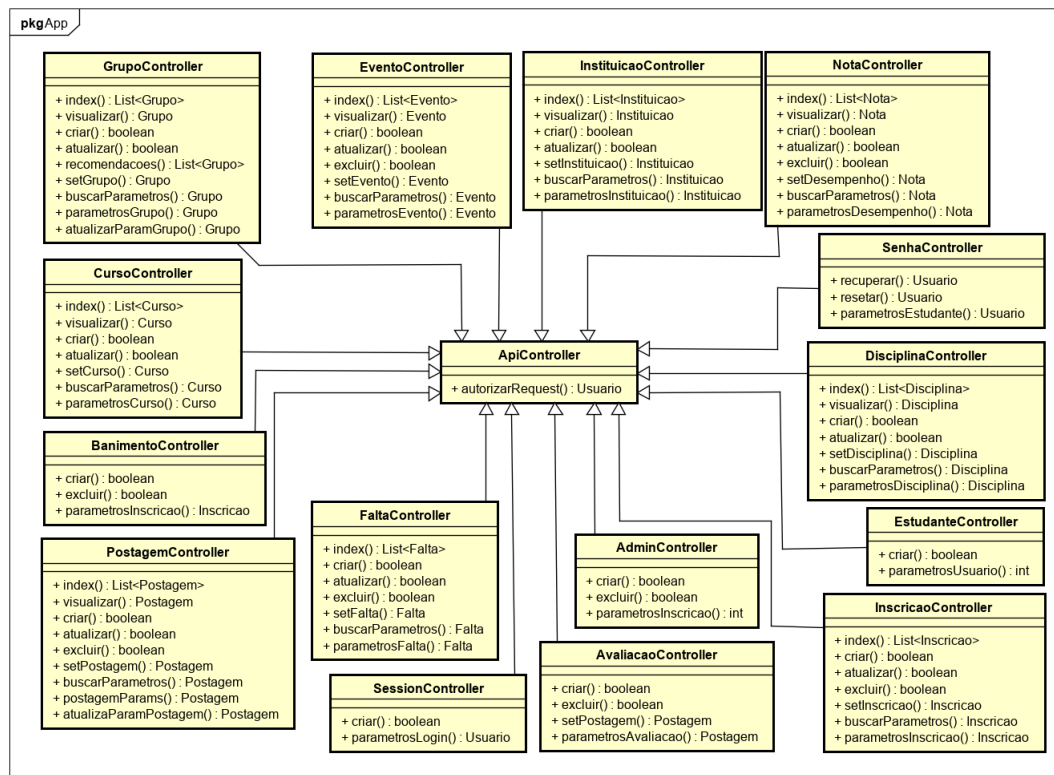 pkg App
GrupoController
+ index() : List<Grupo>
+ visualizar() : Grupo
+ criar() : boolean
+ atualizar() : boolean
+ recomendacoes() : List<Grupo>
+ setGrupo() : Grupo
+ buscarParametros() : Grupo
+ parametrosGrupo() : Grupo
+ atualizarParamGrupo() : Grupo
EventoController
+ index() : List<Evento>
+ visualizar() : Evento
+ criar() : boolean
+ atualizar() : boolean
+ excluir() : boolean
+ setEvento() : Evento
+ buscarParametros() : Evento
+ parametrosEvento() : Evento
InstituicaoController
+ index() : List<Instituicao>
+ visualizar() : Instituicao
+ criar() : boolean
+ atualizar() : boolean
+ setInstituicao() : Instituicao
+ buscarParametros() : Instituicao
+ parametrosInstituicao() : Instituicao
NotaController
+ index() : List<Nota>
+ visualizar() : Nota
+ criar() : boolean
+ atualizar() : boolean
+ excluir() : boolean
+ setDesempenho() : Nota
+ buscarParametros() : Nota
+ parametrosDesempenho() : Nota
SenhaController
+ recuperar() : Usuario
+ resetar() : Usuario
+ parametrosEstudante() : Usuario
CursoController
+ index() : List<Curso>
+ visualizar() : Curso
+ criar() : boolean
+ atualizar() : boolean
+ setCurso() : Curso
+ buscarParametros() : Curso
+ parametrosCurso() : Curso
ApiController
+ autorizarRequest() : Usuario
DisciplinaController
+ index() : List<Disciplina>
+ visualizar() : Disciplina
+ criar() : boolean
+ atualizar() : boolean
+ setDisciplina() : Disciplina
+ buscarParametros() : Disciplina
+ parametrosDisciplina() : Disciplina
BanimentoController
+ criar() : boolean
+ excluir() : boolean
+ parametrosInscricao() : Inscricao
PostagemController
+ index() : List<Postagem>
+ visualizar() : Postagem
+ criar() : boolean
+ atualizar() : boolean
+ excluir() : boolean
+ setPostagem() : Postagem
+ buscarParametros() : Postagem
+ postagemParams() : Postagem
+ atualizaParamPostagem() : Postagem
FaltaController
+ index() : List<Falta>
+ criar() : boolean
+ atualizar() : boolean
+ excluir() : boolean
+ setFalta() : Falta
+ buscarParametros() : Falta
+ parametrosFalta() : Falta
AdminController
+ criar() : boolean
+ excluir() : boolean
+ parametrosInscricao() : int
EstudanteController
+ criar() : boolean
+ parametrosUsuario() : int
SessionController
+ criar() : boolean
+ parametrosLogin() : Usuario
AvaliacaoController
+ criar() : boolean
+ excluir() : boolean
+ setPostagem() : Postagem
+ parametrosAvaliacao() : Postagem
InscricaoController
+ index() : List<Inscricao>
+ criar() : boolean
+ atualizar() : boolean
+ excluir() : boolean
+ setInscricao() : Inscricao
+ buscarParametros() : Inscricao
+ parametrosInscricao() : Inscricao